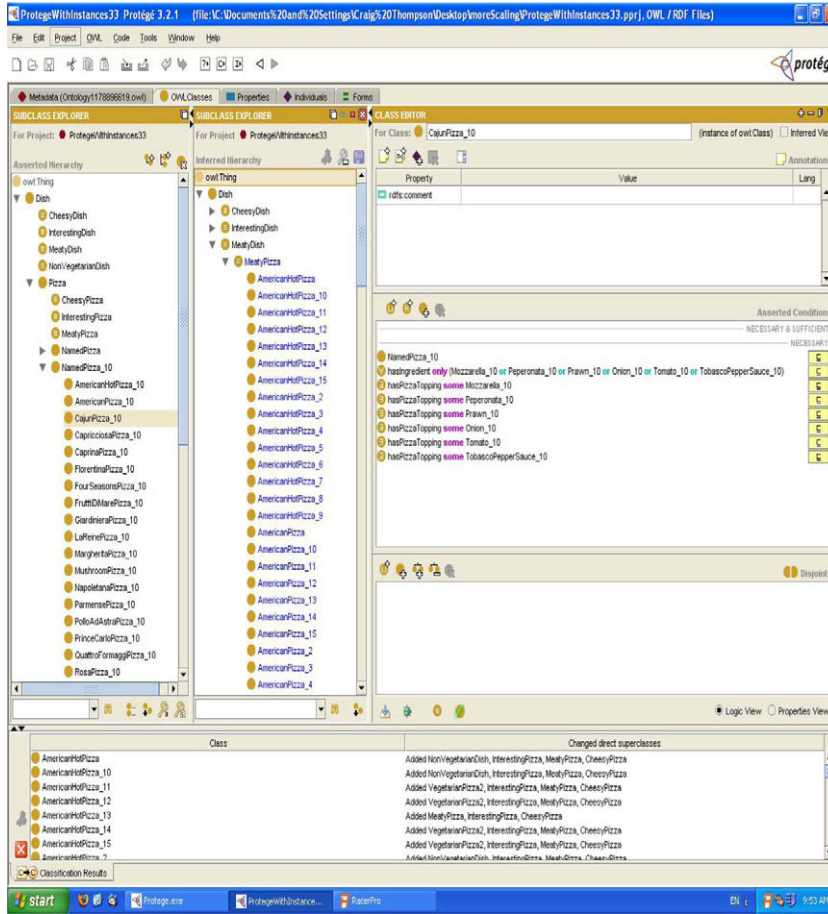 ProtegeWithInstances33 Protégé 3.2.1 (file:\C:\Documents%20and%20Settings\Craig%20Thompson\Desktop\moreScaling\ProtegeWithInstances33.pprj, OWL / RDF Files)
File Edit Project OWL Code Tools Window Help
protég
Metadata (Ontology1178896619.owl) OWLClasses Properties Individuals Forms
SUBCLASS EXPLORER
For Project: ProtegeWithInstances33
Asserted Hierarchy
owl:Thing
Dish
CheesyDish
InterestingDish
MeatyDish
NonVegetarianDish
Pizza
CheesyPizza
InterestingPizza
MeatyPizza
NamedPizza
NamedPizza_10
AmericanHotPizza_10
AmericanPizza_10
CajunPizza_10
CapricciosaPizza_10
CaprinaPizza_10
FlorentinaPizza_10
FourSeasonsPizza_10
FruttiDiMarePizza_10
GiardinieraPizza_10
LaReinePizza_10
MargheritaPizza_10
MushroomPizza_10
NapoletanaPizza_10
ParmensePizza_10
PolloAdAstraPizza_10
PrinceCarloPizza_10
QuattroFormaggiPizza_10
RosaPizza_10
SUBCLASS EXPLORER
For Project: ProtegeWithInstances33
Inferred Hierarchy
owl:Thing
Dish
CheesyDish
InterestingDish
MeatyDish
MeatyPizza
AmericanHotPizza
AmericanHotPizza_10
AmericanHotPizza_11
AmericanHotPizza_12
AmericanHotPizza_13
AmericanHotPizza_14
AmericanHotPizza_15
AmericanHotPizza_2
AmericanHotPizza_3
AmericanHotPizza_4
AmericanHotPizza_5
AmericanHotPizza_6
AmericanHotPizza_7
AmericanHotPizza_8
AmericanHotPizza_9
AmericanPizza
AmericanPizza_10
AmericanPizza_11
AmericanPizza_12
AmericanPizza_13
AmericanPizza_14
AmericanPizza_15
AmericanPizza_2
AmericanPizza_3
AmericanPizza_4
CLASS EDITOR
For Class: CajunPizza_10 (instance of owl:Class) Inferred Vie
Annotation
Property Value Lang
rdfs:comment
Asserted Condition
NECESSARY & SUFFICIENT
NECESSARY
NamedPizza_10
hasIngredient only (Mozzarella_10 or Peperonata_10 or Prawn_10 or Onion_10 or Tomato_10 or TobascoPepperSauce_10)
hasPizzaTopping some Mozzarella_10
hasPizzaTopping some Peperonata_10
hasPizzaTopping some Prawn_10
hasPizzaTopping some Onion_10
hasPizzaTopping some Tomato_10
hasPizzaTopping some TobascoPepperSauce_10
Disjoint
Logic View Properties View
Class Changed direct superclasses
AmericanHotPizza Added NonVegetarianDish, InterestingPizza, MeatyPizza, CheesyPizza
AmericanHotPizza_10 Added NonVegetarianDish, InterestingPizza, MeatyPizza, CheesyPizza
AmericanHotPizza_11 Added VegetarianPizza2, InterestingPizza, MeatyPizza, CheesyPizza
AmericanHotPizza_12 Added VegetarianPizza2, InterestingPizza, MeatyPizza, CheesyPizza
AmericanHotPizza_13 Added MeatyPizza, InterestingPizza, CheesyPizza
AmericanHotPizza_14 Added VegetarianPizza2, InterestingPizza, MeatyPizza, CheesyPizza
AmericanHotPizza_15 Added VegetarianPizza2, InterestingPizza, MeatyPizza, CheesyPizza
AmericanHotPizza_2 Added NonVegetarianDish, InterestingPizza, MeatyPizza, CheesyPizza
Classification Results
start Protege.exe ProtegeWithInstance... RacerPro EN 9:53 AM